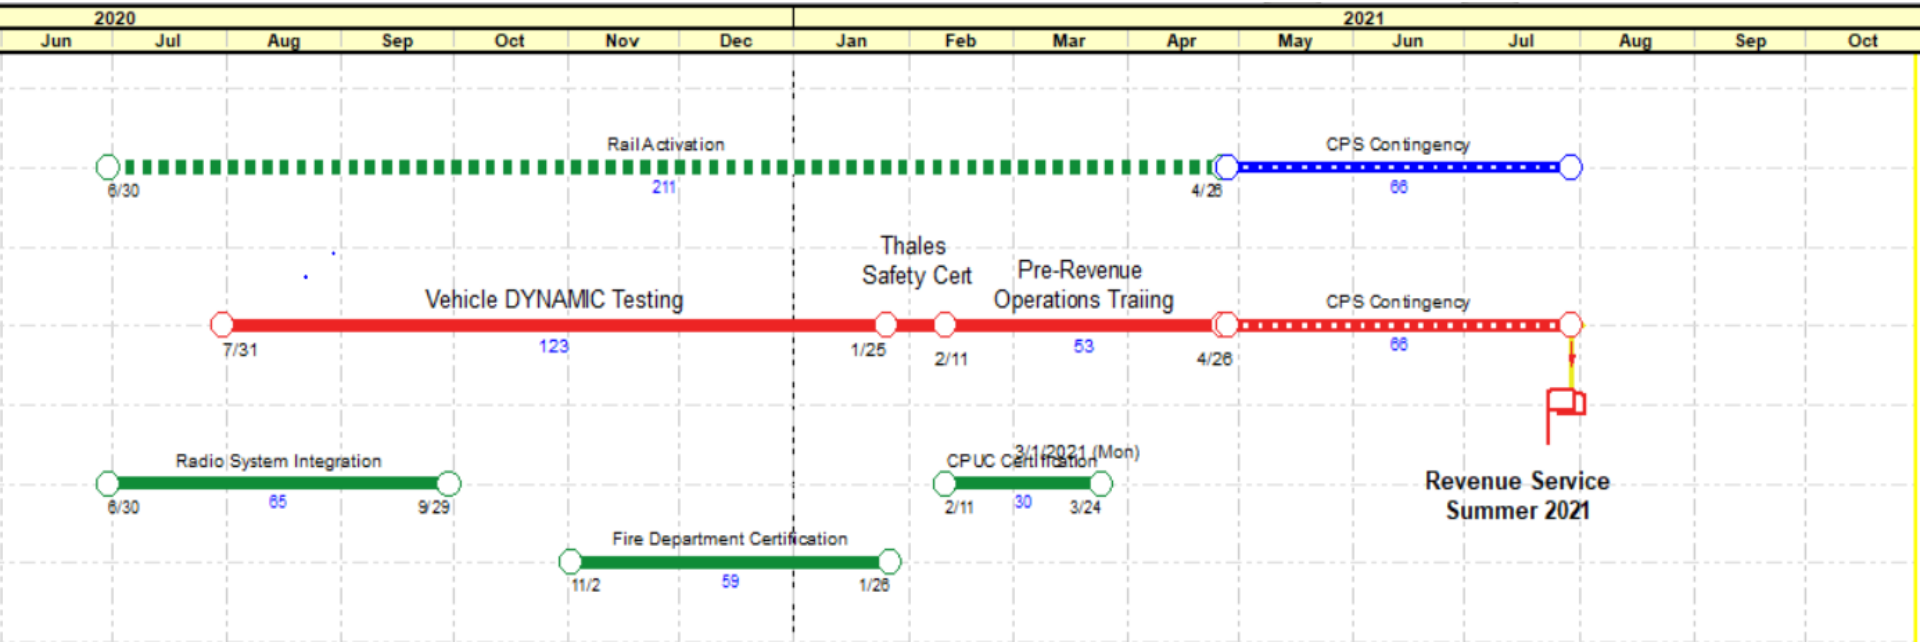 2020
2021
Jun Jul Aug Sep Oct Nov Dec Jan Feb Mar Apr May Jun Jul Aug Sep Oct
Rail Activation
CPS Contingency
6/30
211
4/26
66
Thales
Safety Cert
Pre-Revenue
Operations Traiing
Vehicle DYNAMIC Testing
CPS Contingency
7/31
123
1/25
2/11
53
4/26
66
3/1/2021 (Mon)
Radio System Integration
CPUC Certification
6/30
65
9/29
2/11
30
3/24
Revenue Service
Summer 2021
Fire Department Certification
11/2
59
1/26